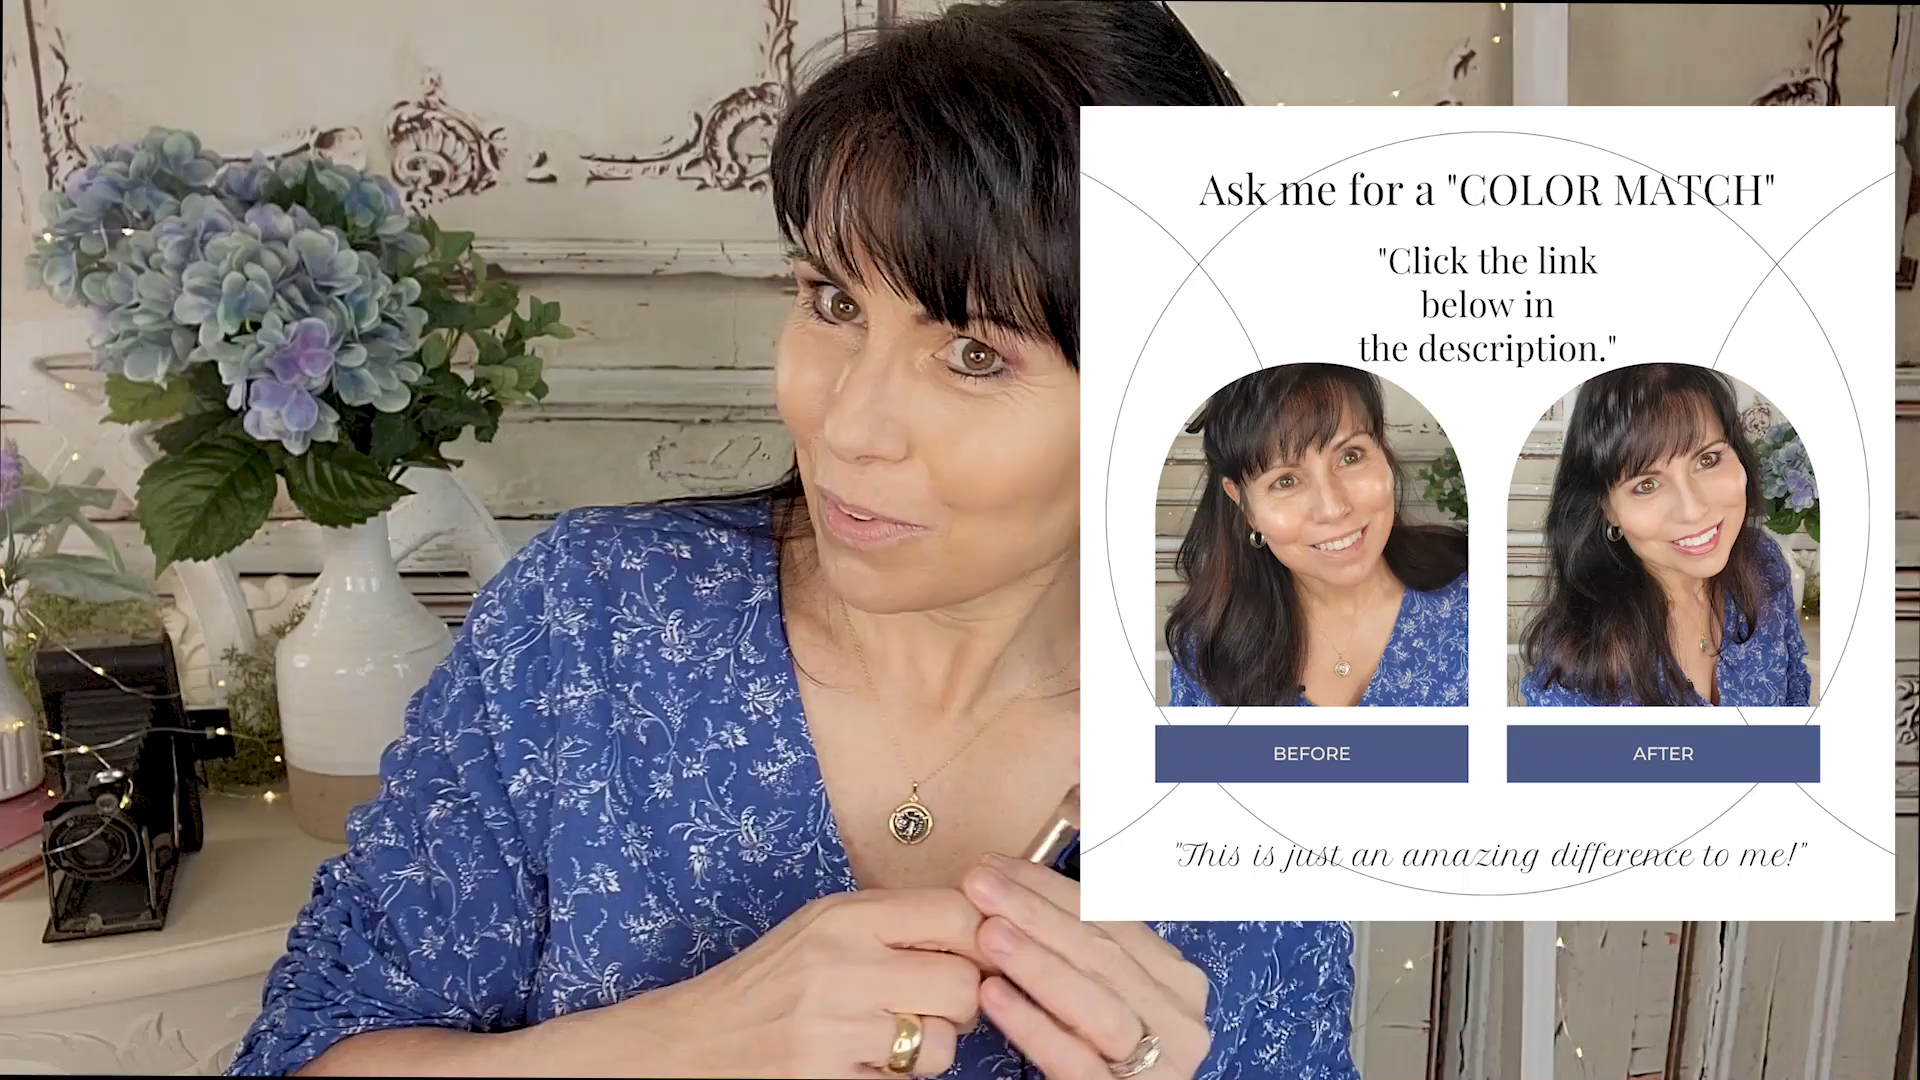 Ask me for a "COLOR MATCH"
"Click the link
below in
the description."
BEFORE
AFTER
"This is just an amazing difference to me!"